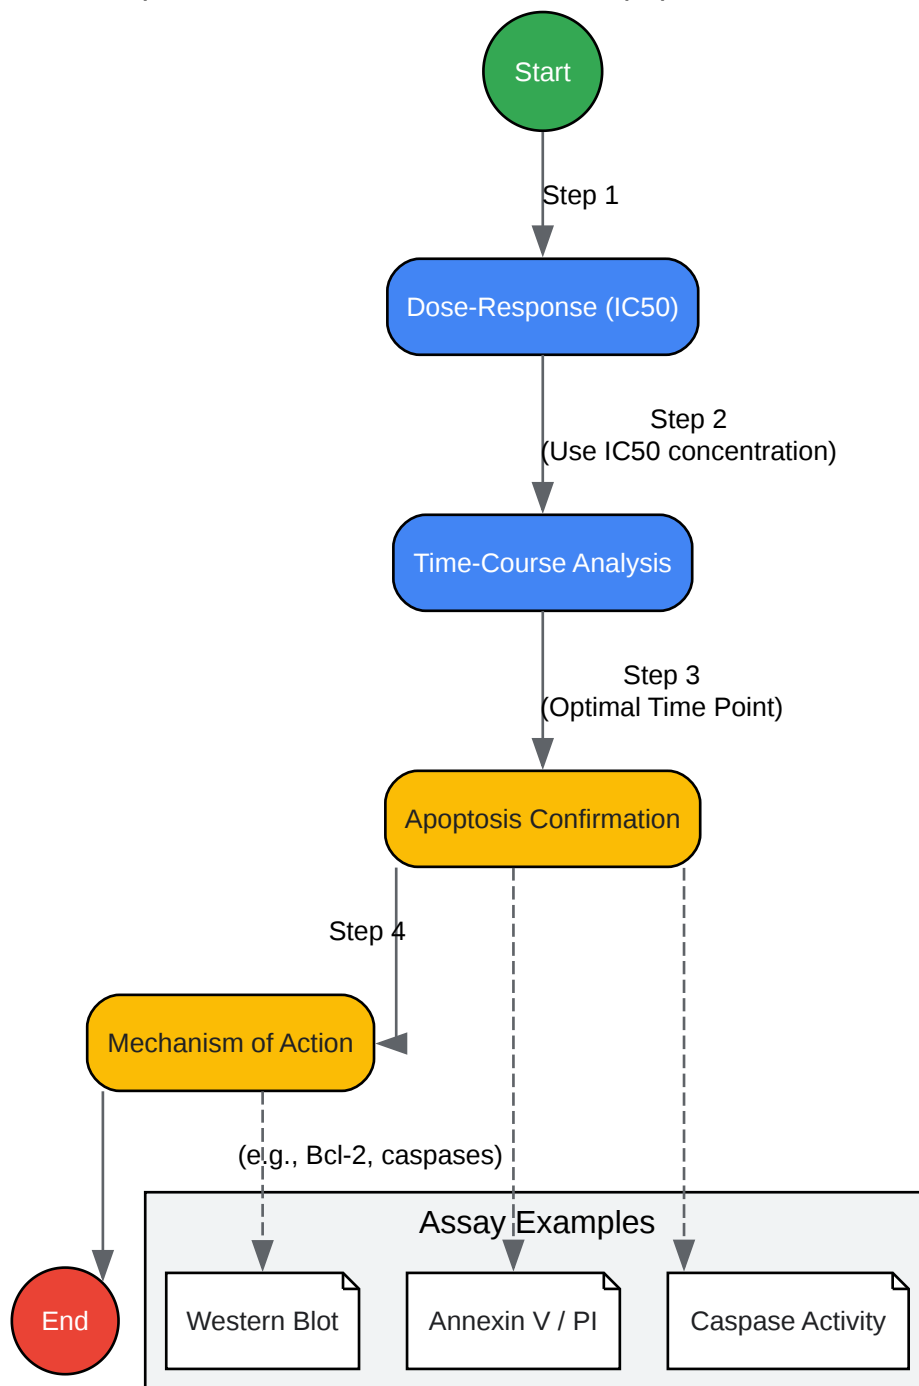 Start
Step 1
Dose-Response (IC50)
Step 2
(Use IC50 concentration)
Time-Course Analysis
Step 3
(Optimal Time Point)
Apoptosis Confirmation
Step 4
Mechanism of Action
(e.g., Bcl-2, caspases)
Assay Examples
End
Western Blot
Annexin V / PI
Caspase Activity